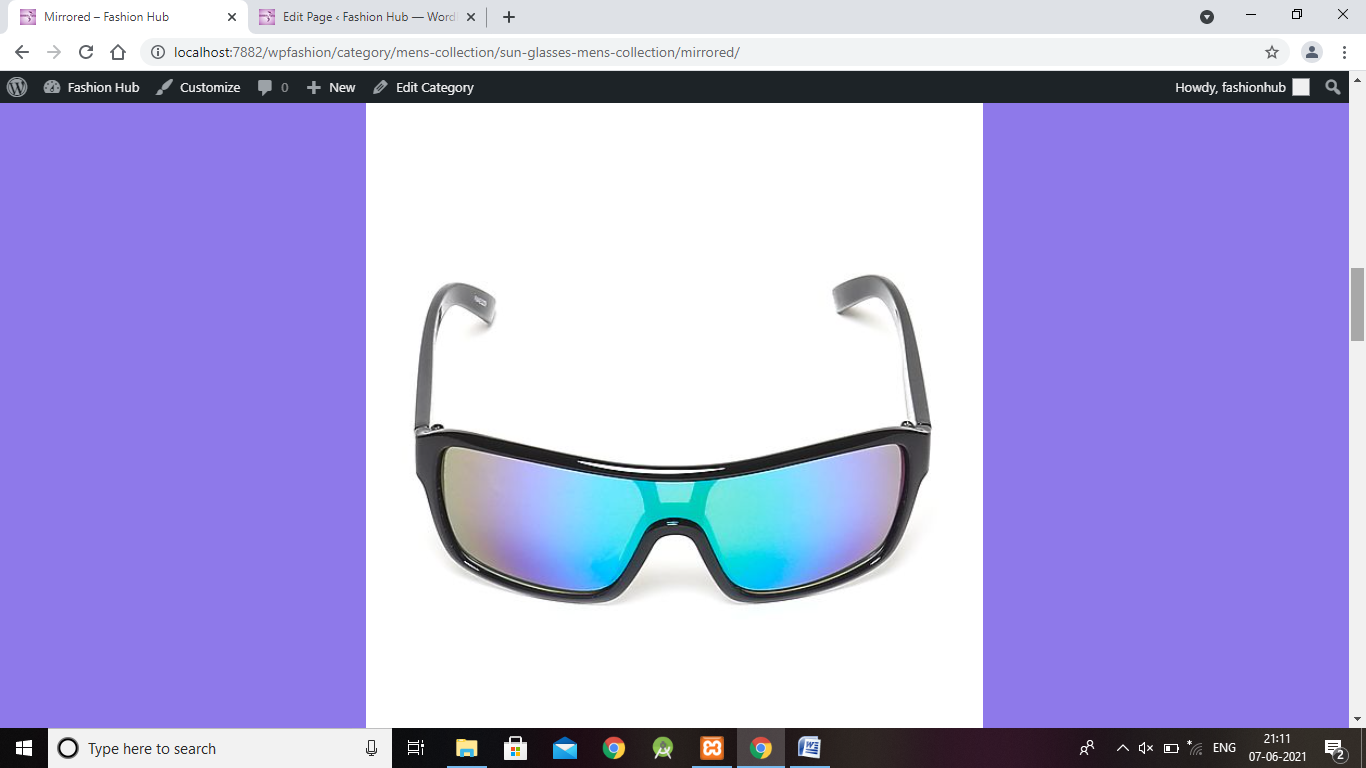 Mirrored – Fashion Hub
Edit Page ‹ Fashion Hub — Word
localhost:7882/wpfashion/category/mens-collection/sun-glasses-mens-collection/mirrored/
Fashion Hub Customize 0 New Edit Category Howdy, fashionhub
Type here to search
ENG
21:11
07-06-2021
2